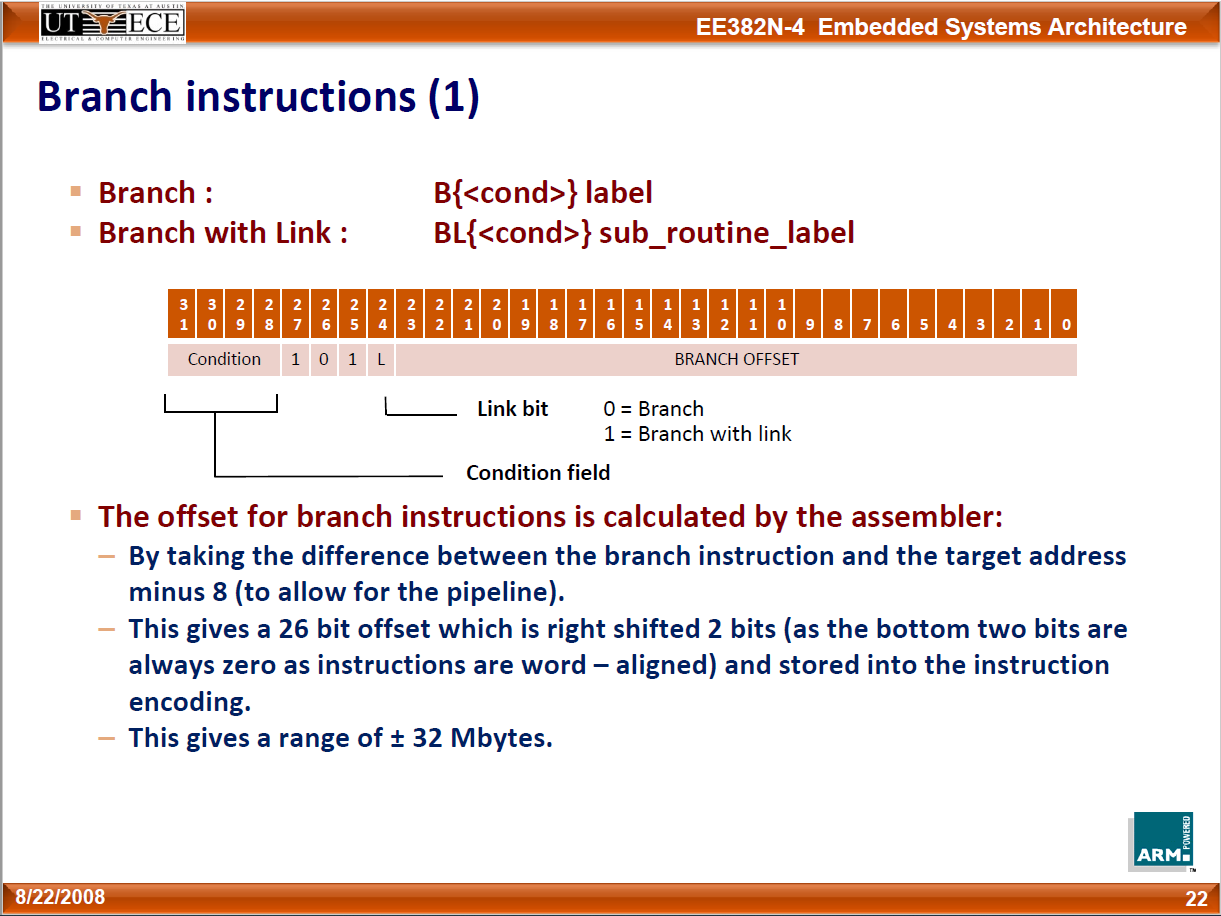 THE UNIVERSITY OF TEXAS AT AUSTIN
UT ECE
ELECTRICAL & COMPUTER ENGINEERING
EE382N-4 Embedded Systems Architecture
Branch instructions (1)
Branch : B{<cond>} label
Branch with Link : BL{<cond>} sub_routine_label
31 30 29 28 27 26 25 24 23 22 21 20 19 18 17 16 15 14 13 12 11 10 9 8 7 6 5 4 3 2 1 0
Condition 1 0 1 L BRANCH OFFSET
Link bit 0 = Branch
1 = Branch with link
Condition field
The offset for branch instructions is calculated by the assembler:
– By taking the difference between the branch instruction and the target address
minus 8 (to allow for the pipeline).
– This gives a 26 bit offset which is right shifted 2 bits (as the bottom two bits are
always zero as instructions are word – aligned) and stored into the instruction
encoding.
– This gives a range of ± 32 Mbytes.
ARM POWERED ™
8/22/2008
22